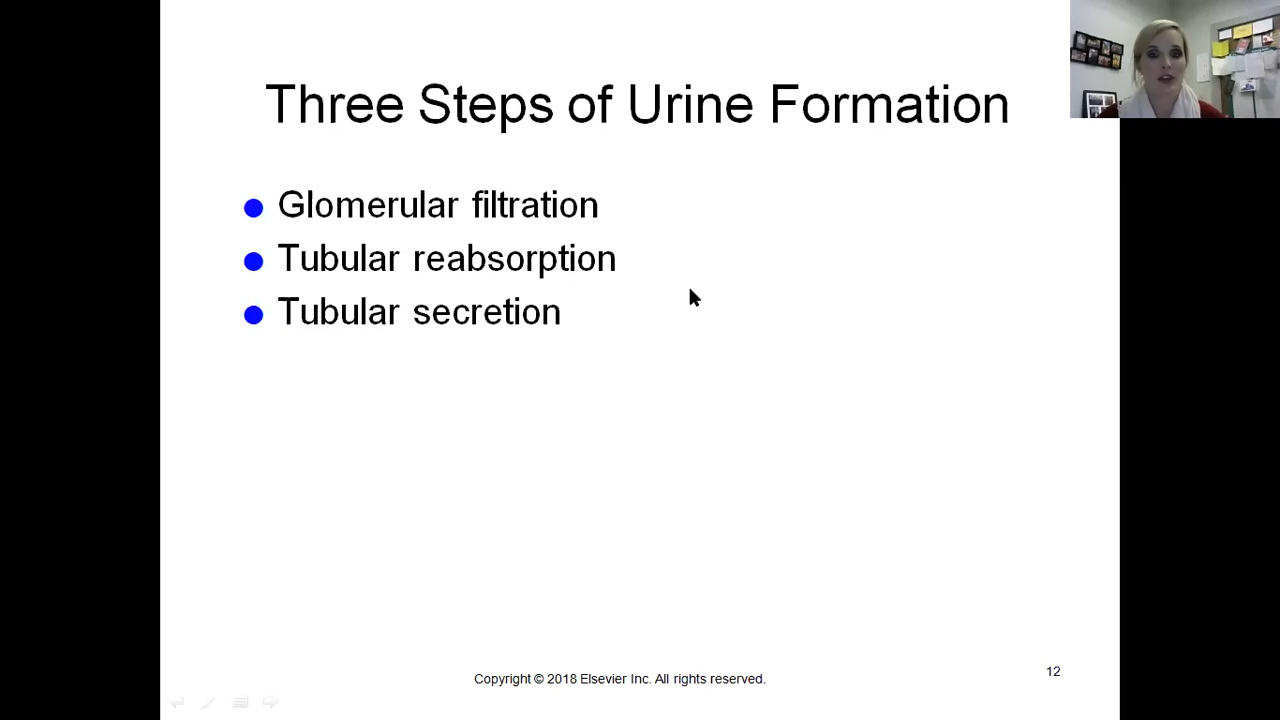 Three Steps of Urine Formation
Glomerular filtration
Tubular reabsorption
Tubular secretion
Copyright © 2018 Elsevier Inc. All rights reserved.
12